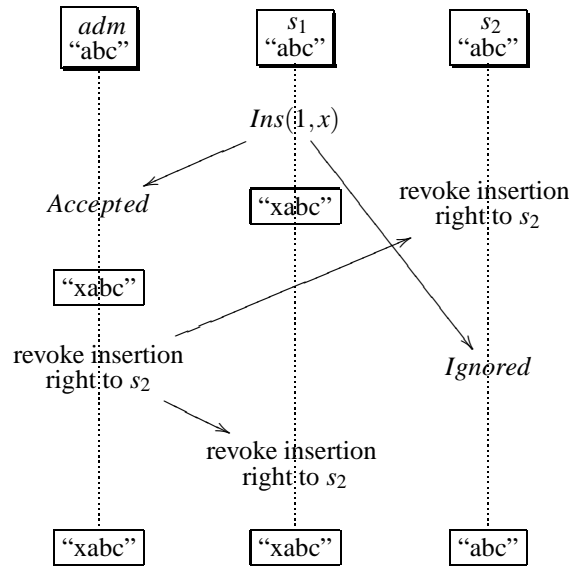 adm
“abc”
s1
“abc”
s2
“abc”
Ins(1,x)
Accepted
“xabc”
revoke insertion
right to s2
“xabc”
revoke insertion
right to s2
Ignored
revoke insertion
right to s2
“xabc”
“xabc”
“abc”